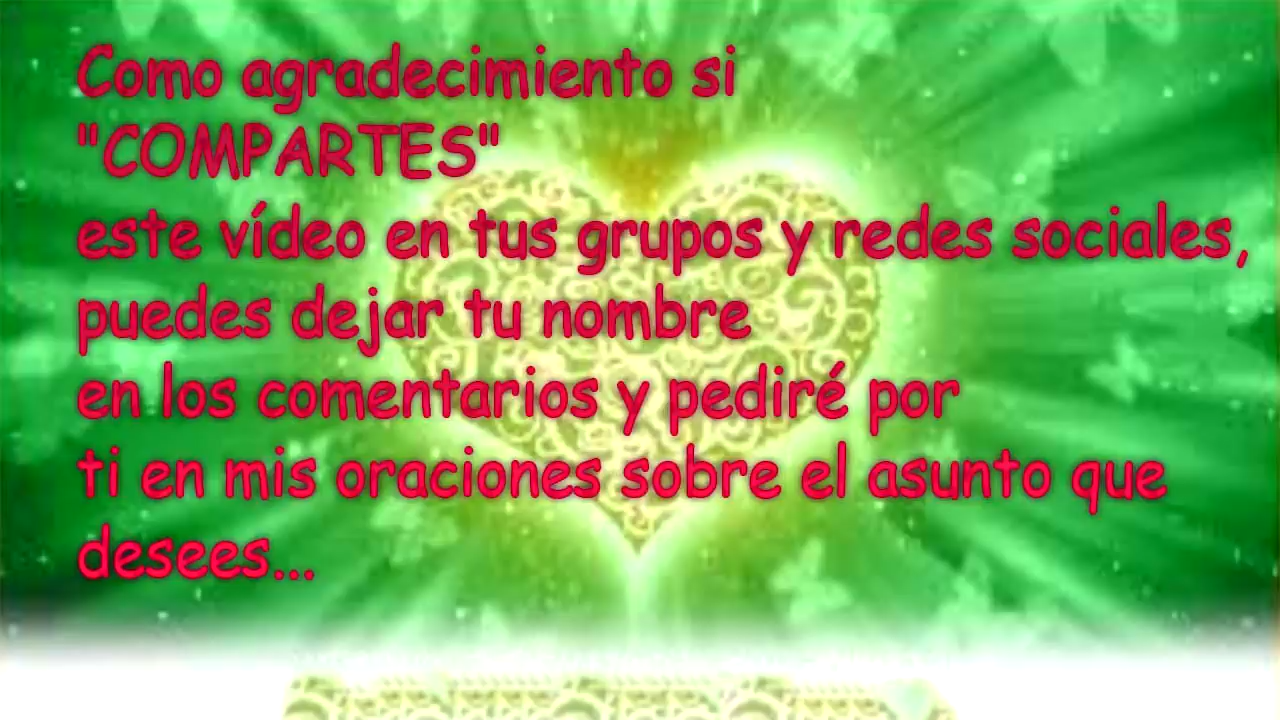 Como agradecimiento si
"COMPARTES"
este vídeo en tus grupos y redes sociales,
puedes dejar tu nombre
en los comentarios y pediré por
ti en mis oraciones sobre el asunto que
desees...